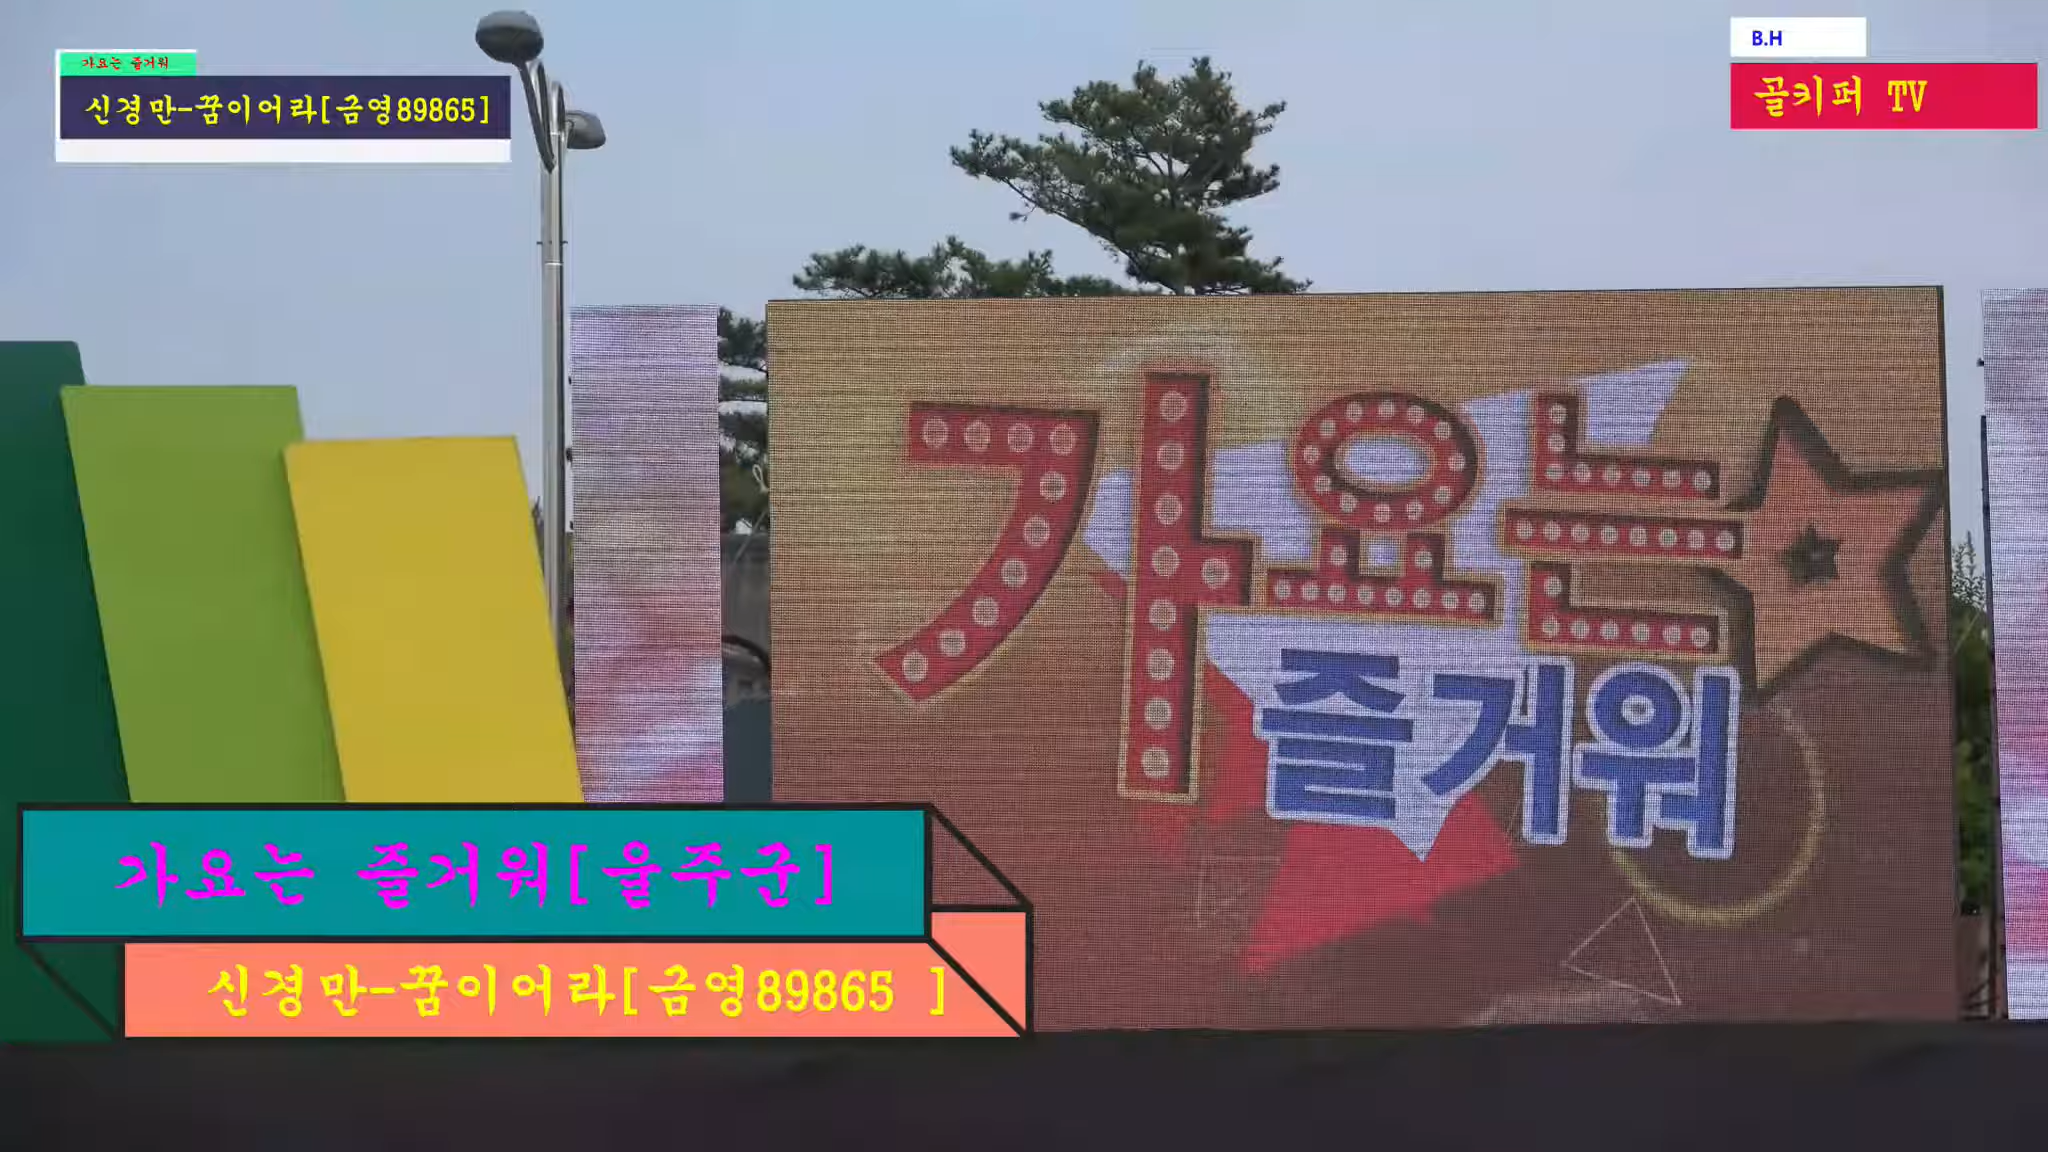 가요는 즐거워
신경만-꿈이어라[금영89865]
B.H
골키퍼 TV
가요는
즐거워
가요는 즐거워[울주군]
신경만-꿈이어라[금영89865 ]